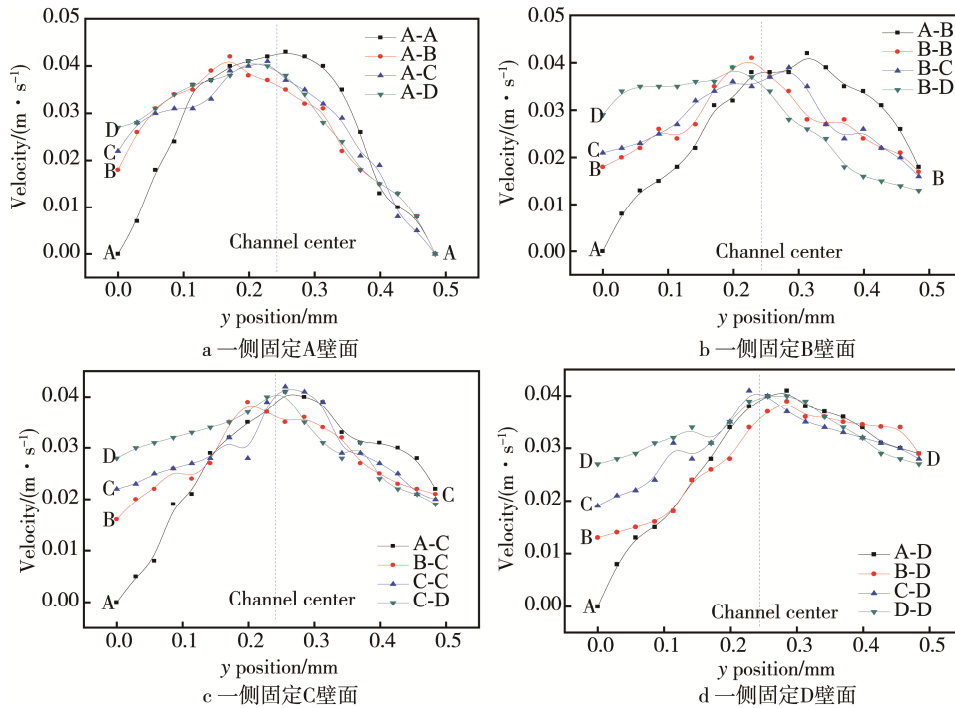 0.05
0.04
0.03
0.02
0.01
0.00
Velocity/(m·s⁻¹)
A-A
A-B
A-C
A-D
D
C
B
A
A
Channel center
0.0 0.1 0.2 0.3 0.4 0.5
y position/mm
a 一侧固定A壁面
0.05
0.04
0.03
0.02
0.01
0.00
Velocity/(m·s⁻¹)
A-B
B-B
B-C
B-D
D
C
B
A
B
Channel center
0.0 0.1 0.2 0.3 0.4 0.5
y position/mm
b 一侧固定B壁面
0.04
0.03
0.02
0.01
0.00
Velocity/(m·s⁻¹)
D
C
B
A
C
A-C
B-C
C-C
C-D
Channel center
0.0 0.1 0.2 0.3 0.4 0.5
y position/mm
c 一侧固定C壁面
0.04
0.03
0.02
0.01
0.00
Velocity/(m·s⁻¹)
D
C
B
A
D
A-D
B-D
C-D
D-D
Channel center
0.0 0.1 0.2 0.3 0.4 0.5
y position/mm
d 一侧固定D壁面